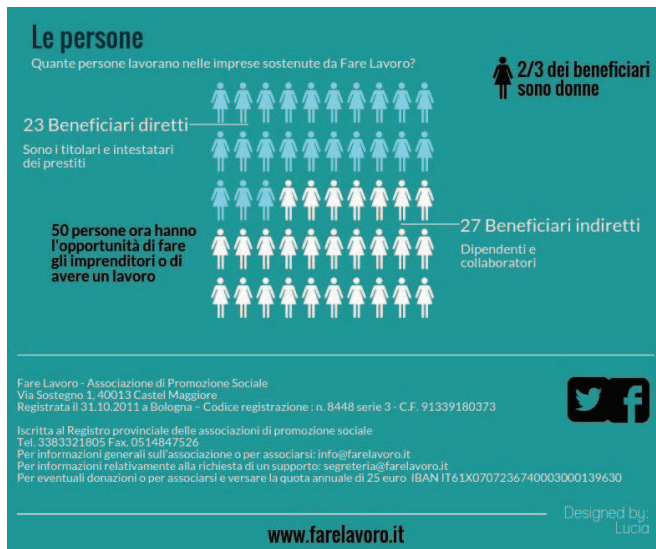 Le persone
Quante persone lavorano nelle imprese sostenute da Fare Lavoro?
2/3 dei beneficiari
sono donne
23 Beneficiari diretti
Sono i titolari e intestatari
dei prestiti
50 persone ora hanno
l'opportunità di fare
gli imprenditori o di
avere un lavoro
27 Beneficiari indiretti
Dipendenti e
collaboratori
Fare Lavoro - Associazione di Promozione Sociale
Via Sostegno 1, 40013 Castel Maggiore
Registrata il 31.10.2011 a Bologna – Codice registrazione : n. 8448 serie 3 - C.F. 91339180373
Iscritta al Registro provinciale delle associazioni di promozione sociale
Tel. 3383321805 Fax. 0514847526
Per informazioni generali sull'associazione o per associarsi: info@farelavoro.it
Per informazioni relativamente alla richiesta di un supporto: segreteria@farelavoro.it
Per eventuali donazioni o per associarsi e versare la quota annuale di 25 euro IBAN IT61X0707236740003000139630
Designed by:
Lucia
www.farelavoro.it